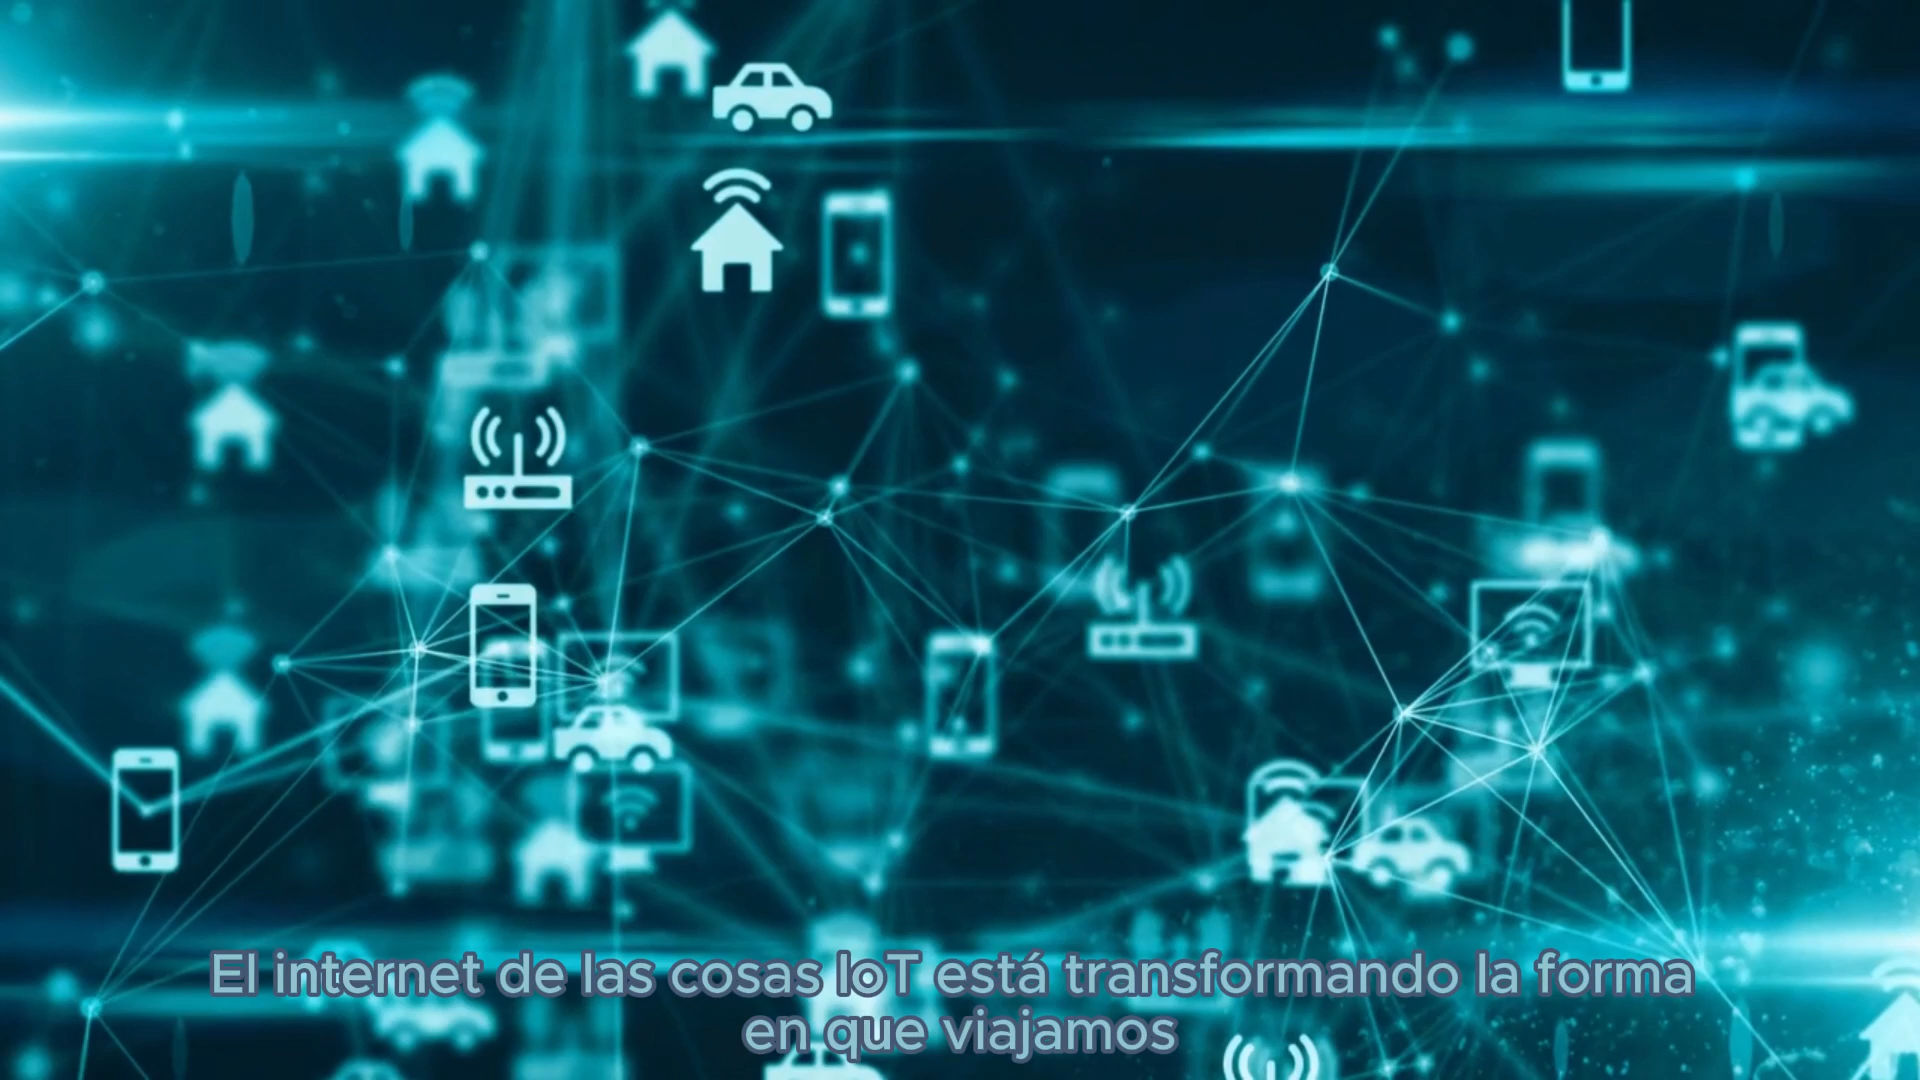 El internet de las cosas IoT está transformando la forma
en que viajamos